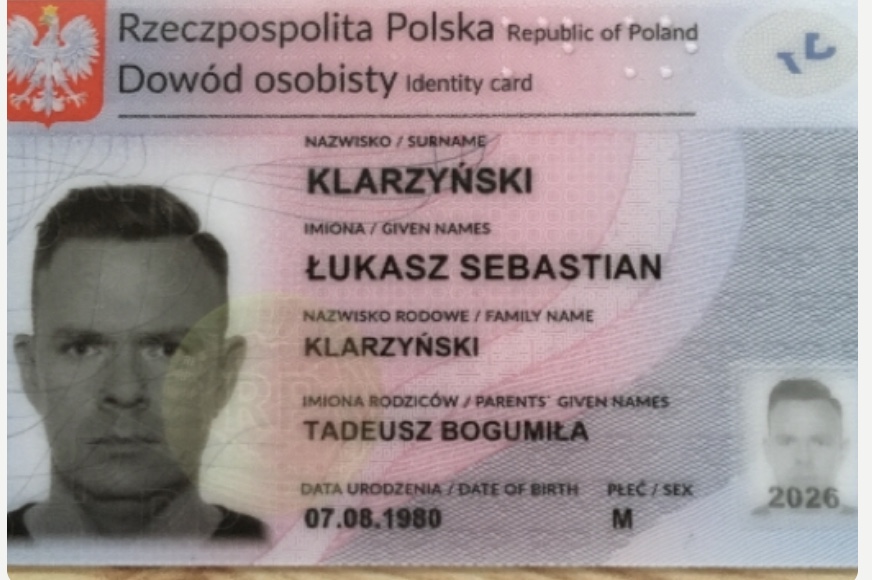 Rzeczpospolita Polska Republic of Poland
Dowód osobisty Identity card
NAZWISKO / SURNAME
KLARZYŃSKI
IMIONA / GIVEN NAMES
ŁUKASZ SEBASTIAN
NAZWISKO RODOWE / FAMILY NAME
KLARZYŃSKI
IMIONA RODZICÓW / PARENTS' GIVEN NAMES
TADEUSZ BOGUMIŁA
DATA URODZENIA / DATE OF BIRTH PŁEĆ / SEX
07.08.1980 M
2026